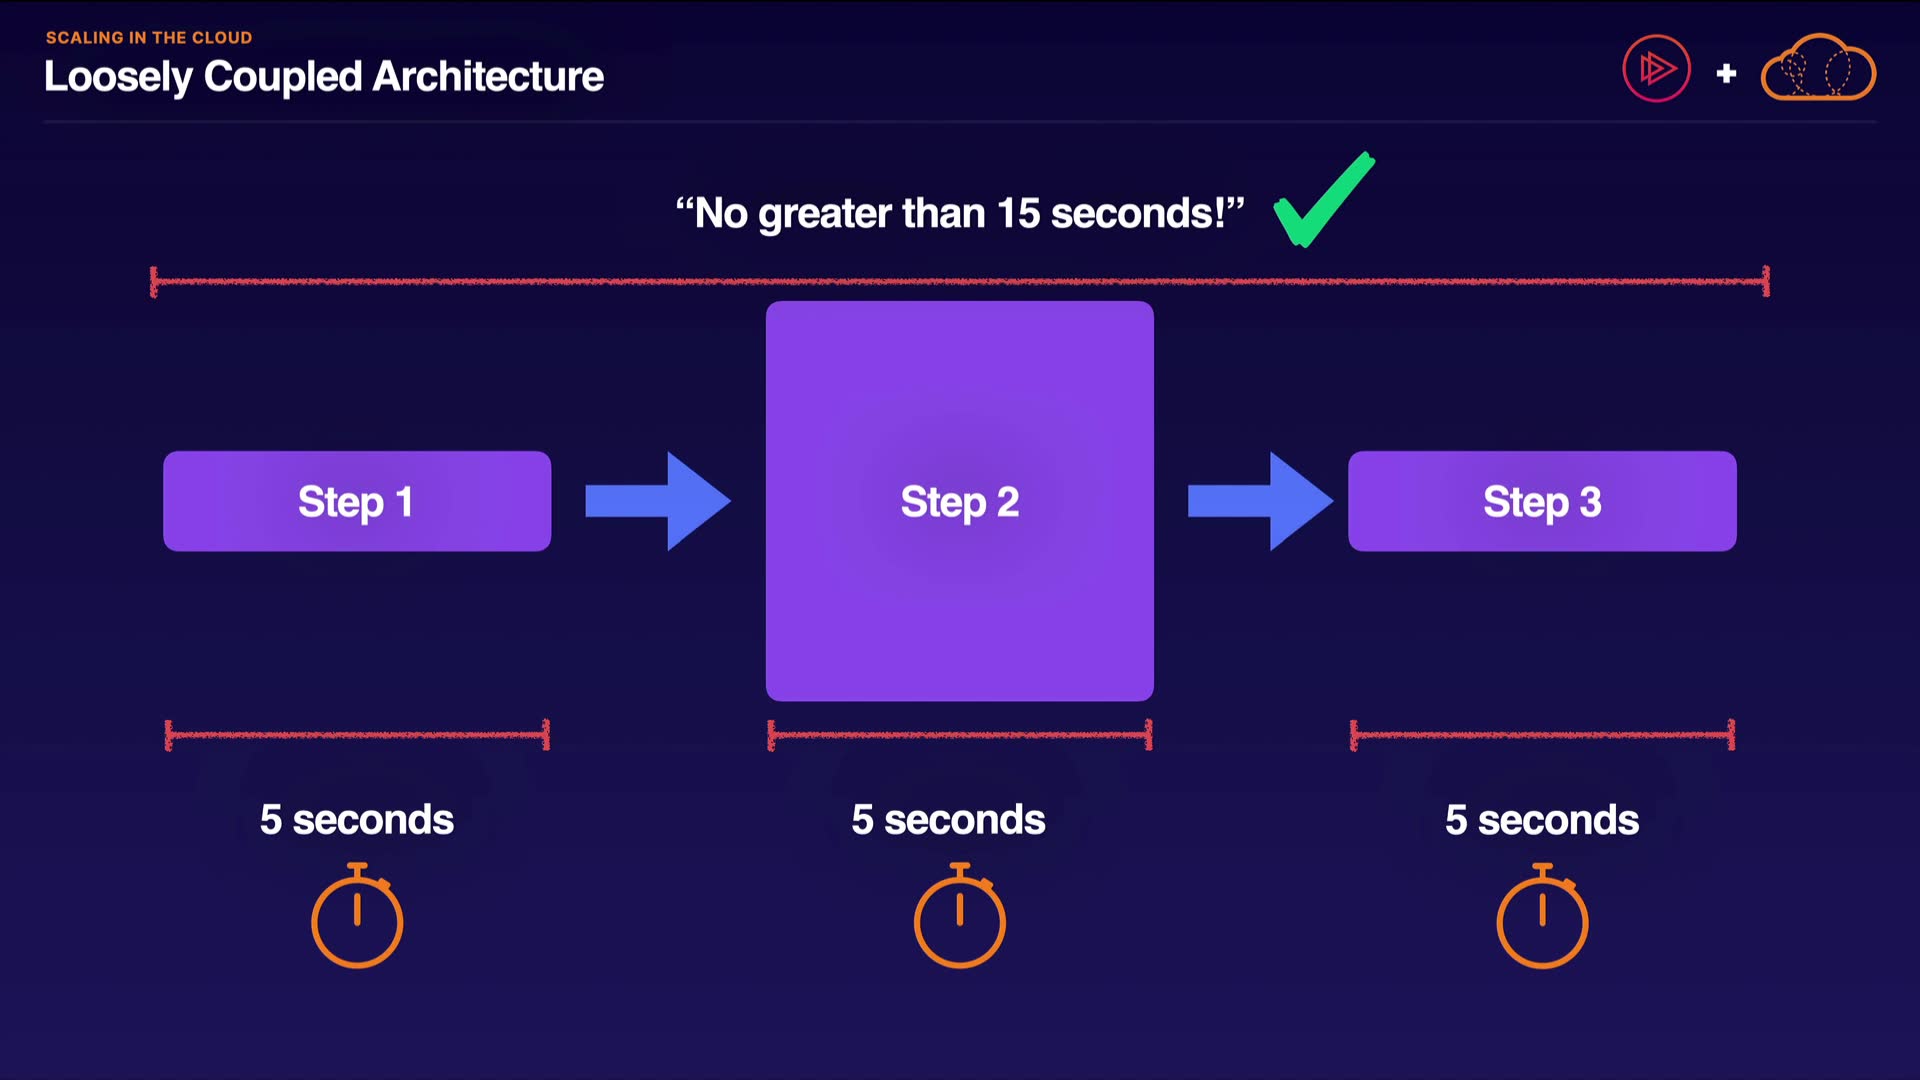 SCALING IN THE CLOUD
Loosely Coupled Architecture
“No greater than 15 seconds!”
Step 1
Step 2
Step 3
5 seconds
5 seconds
5 seconds